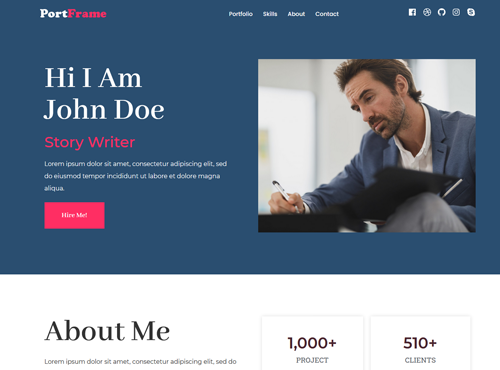 PortFrame
Portfolio Skills About Contact
Hi I Am
John Doe
Story Writer
Lorem ipsum dolor sit amet, consectetur adipiscing elit, sed
do eiusmod tempor incididunt ut labore et dolore magna
aliqua.
Hire Me!
About Me
Lorem ipsum dolor sit amet, consectetur adipiscing elit, sed do
1,000+
PROJECT
510+
CLIENTS